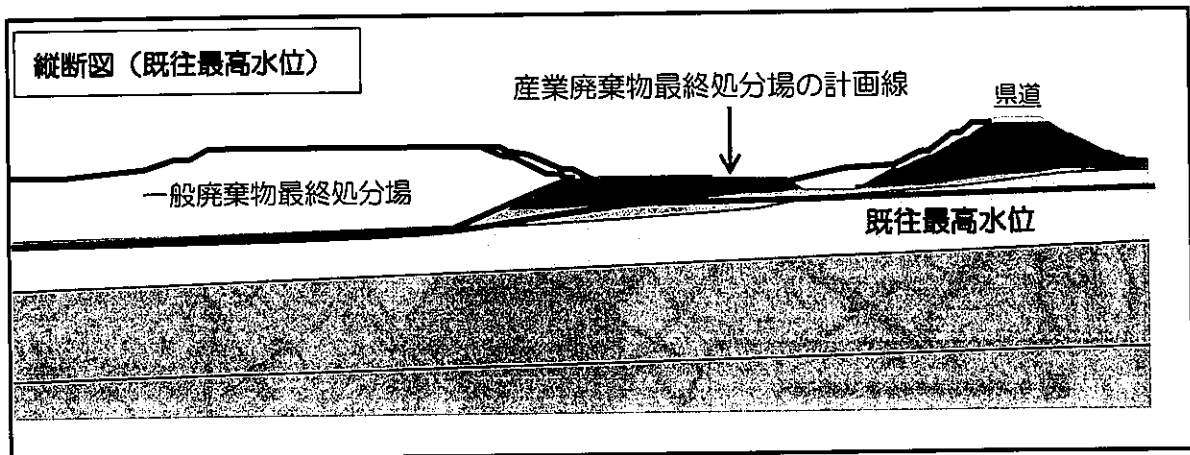 縦断図（既往最高水位）
産業廃棄物最終処分場の計画線
県道
一般廃棄物最終処分場
既往最高水位